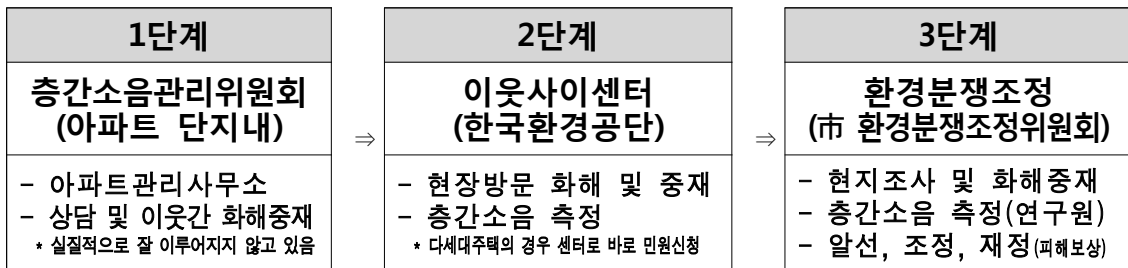 1단계
층간소음관리위원회
(아파트 단지내)
- 아파트관리사무소
- 상담 및 이웃간 화해중재
* 실질적으로 잘 이루어지지 않고 있음
⇒
2단계
이웃사이센터
(한국환경공단)
- 현장방문 화해 및 중재
- 층간소음 측정
* 다세대주택의 경우 센터로 바로 민원신청
⇒
3단계
환경분쟁조정
(市 환경분쟁조정위원회)
- 현지조사 및 화해중재
- 층간소음 측정(연구원)
- 알선, 조정, 재정(피해보상)